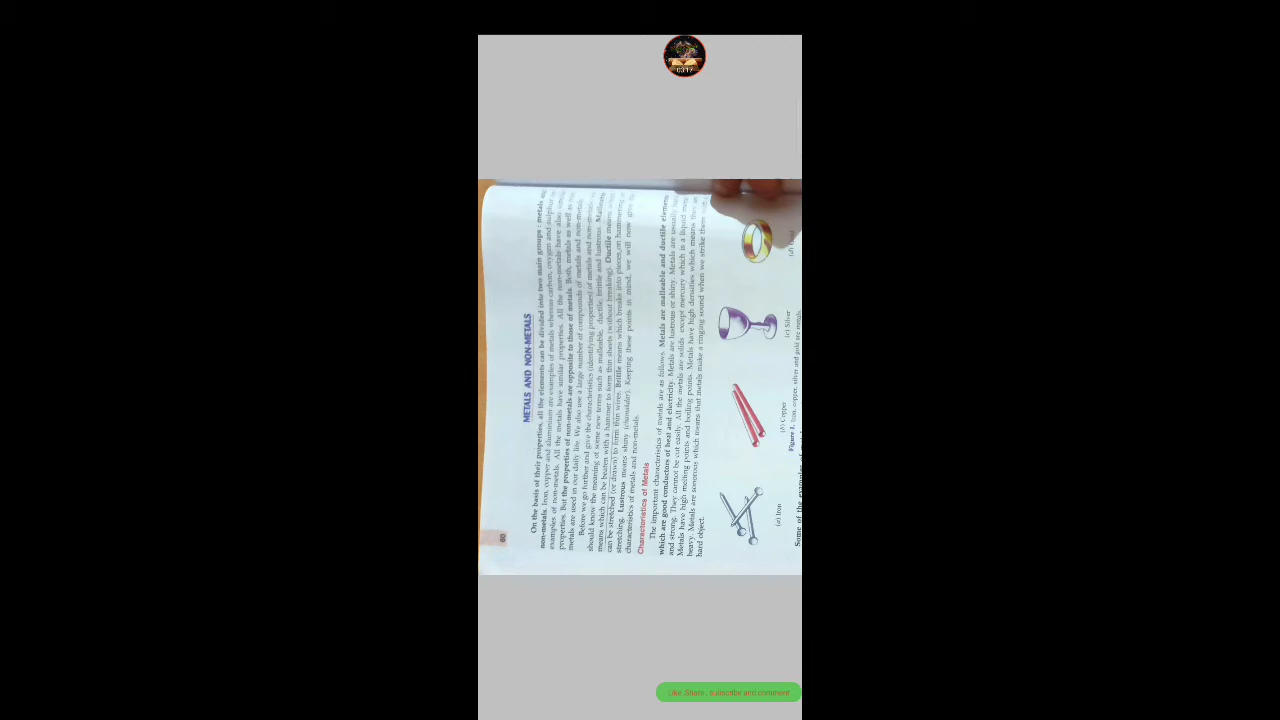 03:17
60
METALS AND NON-METALS
On the basis of their properties, all the elements can be divided into two main groups : metals and
non-metals. Iron, copper and aluminium are examples of metals whereas carbon, oxygen and sulphur
examples of non-metals. All the metals have similar properties. All the non-metals have also
properties. But the properties of non-metals are opposite to those of metals. Both, metals as well as
metals are used in our daily life. We also use a large number of compounds of metals and non-metals.
Before we go further and give the characteristics (identifying properties) of metals and non-metals
should know the meaning of some new terms such as malleable, ductile, brittle and lustrous. Malleable
means which can be beaten with a hammer to form thin sheets (without breaking). Ductile means
can be stretched (or drawn) to form thin wires. Brittle means which breaks into pieces on hammering
stretching. Lustrous means shiny (chamakdar). Keeping these points in mind, we will now give
characteristics of metals and non-metals.
Characteristics of Metals
The important characteristics of metals are as follows. Metals are malleable and ductile elements
which are good conductors of heat and electricity. Metals are lustrous or shiny. Metals are usually
and strong. They cannot be cut easily. All the metals are solids except mercury which is a liquid
Metals have high melting points and boiling points. Metals have high densities which means they
heavy. Metals are sonorous which means that metals make a ringing sound when we strike them
hard object.
(a) Iron
(b) Copper
(c) Silver
(d) Gold
Figure 1. Iron, copper, silver and gold are metals.
Some of the examples of
Like ,Share , subscribe and comment